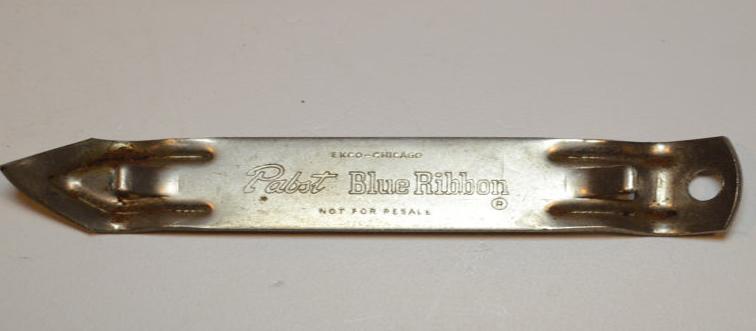 EKCO-CHICAGO
Pabst Blue Ribbon ®
NOT FOR RESALE